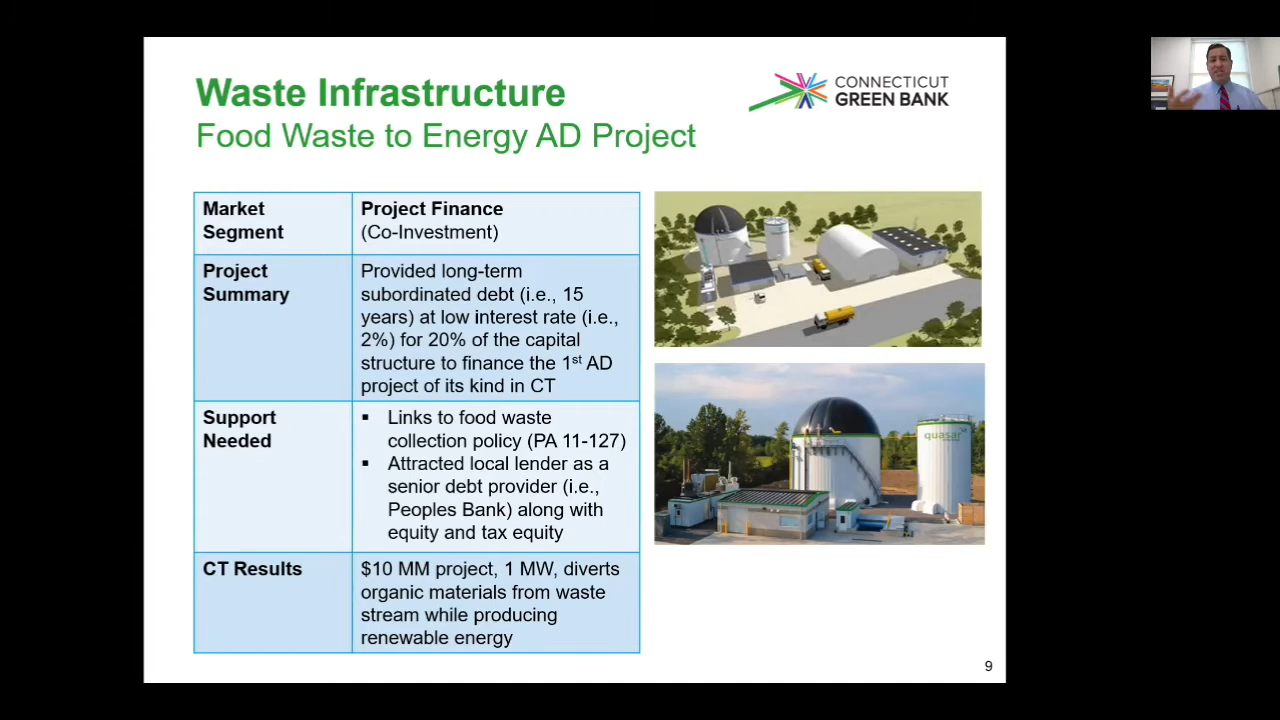 Waste Infrastructure
Food Waste to Energy AD Project
CONNECTICUT
GREEN BANK
Market
Segment
Project Finance
(Co-Investment)
Project
Summary
Provided long-term
subordinated debt (i.e., 15
years) at low interest rate (i.e.,
2%) for 20% of the capital
structure to finance the 1st AD
project of its kind in CT
Support
Needed
▪ Links to food waste
collection policy (PA 11-127)
▪ Attracted local lender as a
senior debt provider (i.e.,
Peoples Bank) along with
equity and tax equity
CT Results
$10 MM project, 1 MW, diverts
organic materials from waste
stream while producing
renewable energy
quasar
9